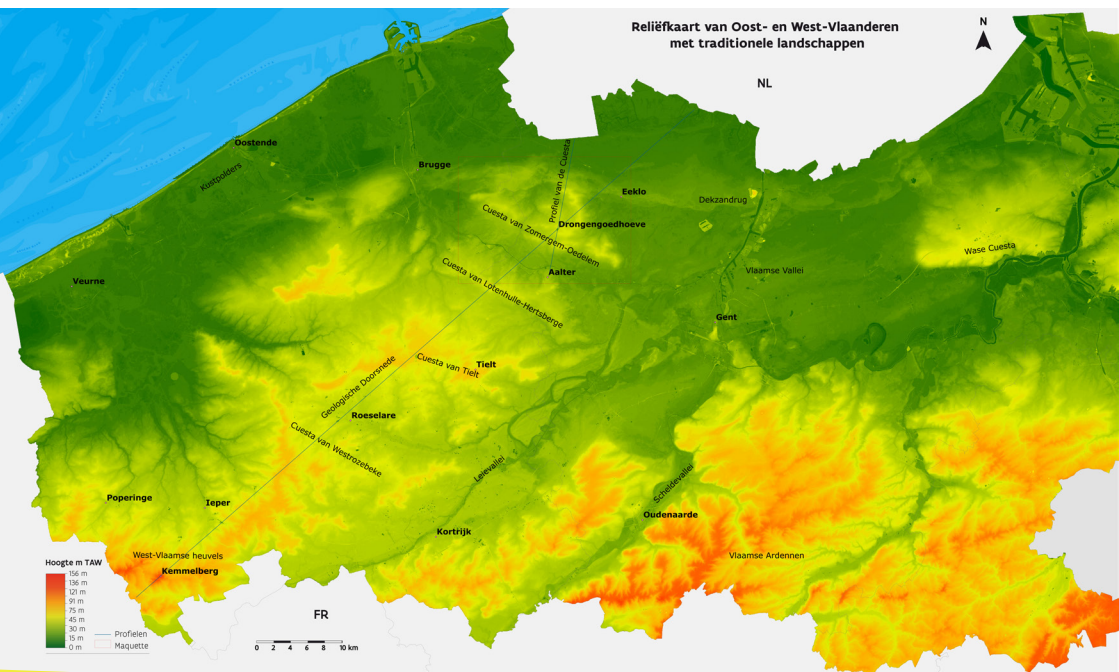 Reliëfkaart van Oost- en West-Vlaanderen
met traditionele landschappen
N
NL
Oostende
Kustpolders
Brugge
Profiel van de Cuesta
Eeklo
Dekzandrug
Drongengoedhoeve
Cuesta van Zomergem-Oedelem
Wase Cuesta
Aalter
Vlaamse Vallei
Veurne
Cuesta van Lotenhulle-Hertsberge
Gent
Tielt
Cuesta van Tielt
Geologische Doorsnede
Roeselare
Cuesta van Westrozebeke
Leievallei
Scheldevallei
Poperinge
Ieper
Oudenaarde
Kortrijk
West-Vlaamse heuvels
Vlaamse Ardennen
Kemmelberg
Hoogte m TAW
156 m
136 m
121 m
91 m
75 m
45 m
30 m
15 m
0 m
Profielen
Maquette
FR
0 2 4 6 8 10 km